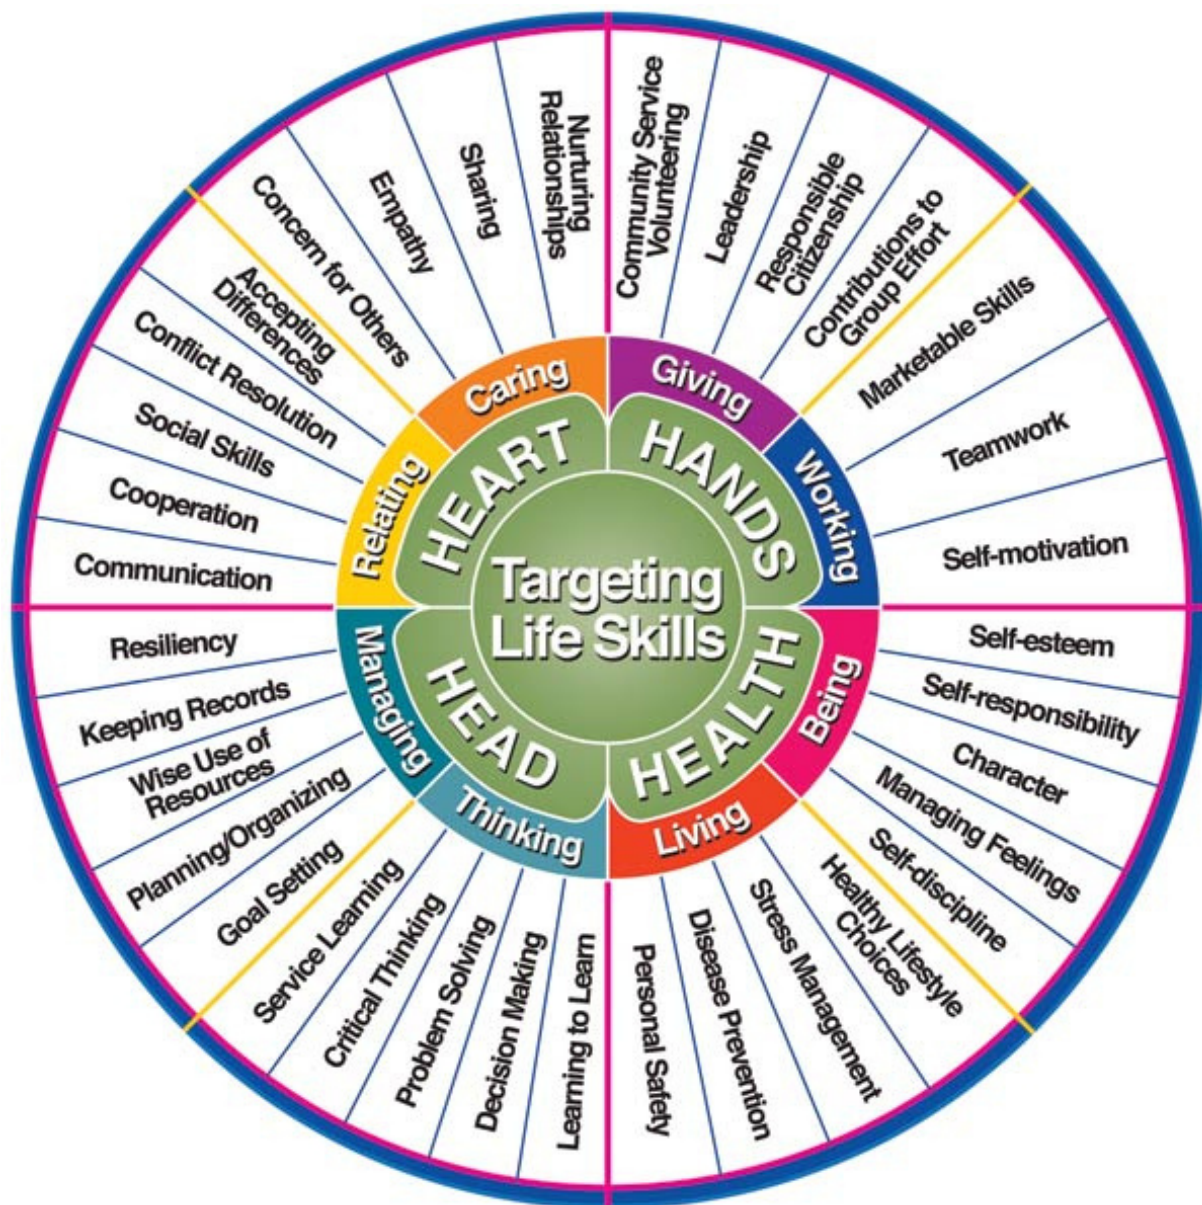 Targeting
Life Skills
HEART
HANDS
HEALTH
HEAD
Caring
Giving
Working
Being
Living
Thinking
Managing
Relating
Concern for Others
Empathy
Sharing
Nurturing
Relationships
Community Service
Volunteering
Leadership
Responsible
Citizenship
Contributions to
Group Effort
Marketable Skills
Teamwork
Self-motivation
Self-esteem
Self-responsibility
Character
Managing Feelings
Self-discipline
Healthy Lifestyle
Choices
Stress Management
Disease Prevention
Personal Safety
Learning to Learn
Decision Making
Problem Solving
Critical Thinking
Service Learning
Goal Setting
Planning/Organizing
Wise Use of
Resources
Keeping Records
Resiliency
Communication
Cooperation
Social Skills
Conflict Resolution
Accepting
Differences